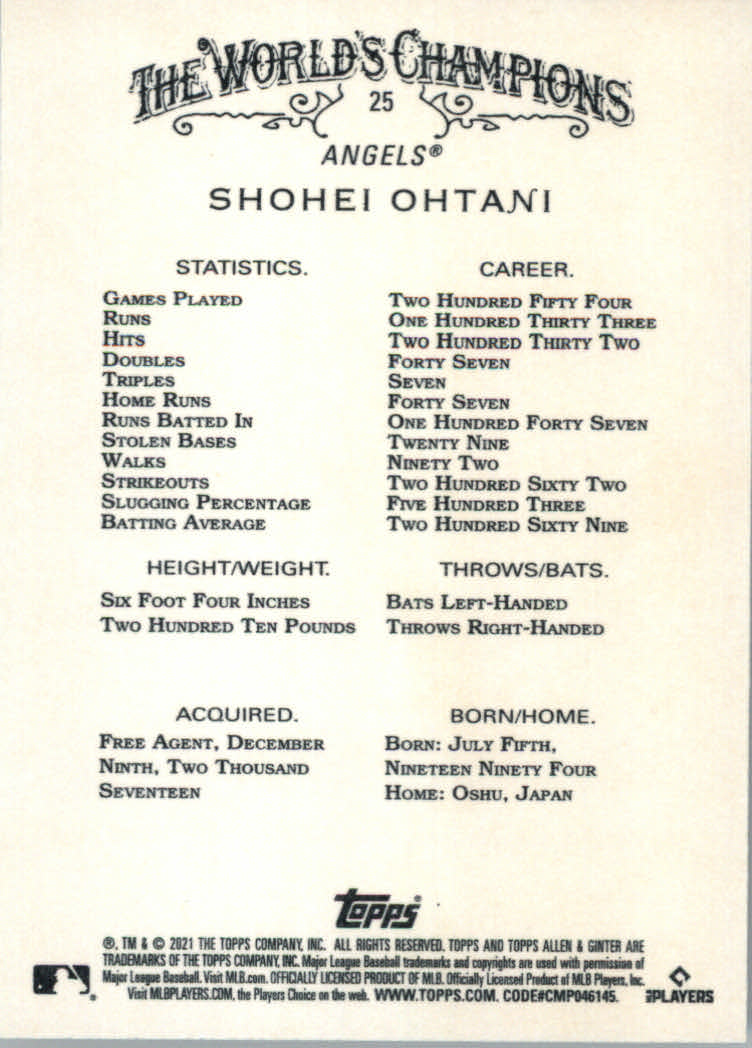 THE WORLD'S CHAMPIONS
25
ANGELS®
SHOHEI OHTANI
STATISTICS. CAREER.
GAMES PLAYED TWO HUNDRED FIFTY FOUR
RUNS ONE HUNDRED THIRTY THREE
HITS TWO HUNDRED THIRTY TWO
DOUBLES FORTY SEVEN
TRIPLES SEVEN
HOME RUNS FORTY SEVEN
RUNS BATTED IN ONE HUNDRED FORTY SEVEN
STOLEN BASES TWENTY NINE
WALKS NINETY TWO
STRIKEOUTS TWO HUNDRED SIXTY TWO
SLUGGING PERCENTAGE FIVE HUNDRED THREE
BATTING AVERAGE TWO HUNDRED SIXTY NINE
HEIGHT/WEIGHT. THROWS/BATS.
SIX FOOT FOUR INCHES BATS LEFT-HANDED
TWO HUNDRED TEN POUNDS THROWS RIGHT-HANDED
ACQUIRED. BORN/HOME.
FREE AGENT, DECEMBER BORN: JULY FIFTH,
NINTH, TWO THOUSAND NINETEEN NINETY FOUR
SEVENTEEN HOME: OSHU, JAPAN
TOPPS®
®, TM & © 2021 THE TOPPS COMPANY, INC. ALL RIGHTS RESERVED. TOPPS AND TOPPS ALLEN & GINTER ARE
TRADEMARKS OF THE TOPPS COMPANY, INC. Major League Baseball trademarks and copyrights are used with permission of
Major League Baseball. Visit MLB.com. OFFICIALLY LICENSED PRODUCT OF MLB. Officially Licensed Product of MLB Players, Inc.
Visit MLBPLAYERS.COM, the Players Choice on the web. WWW.TOPPS.COM. CODE#CMP046145.
PLAYERS